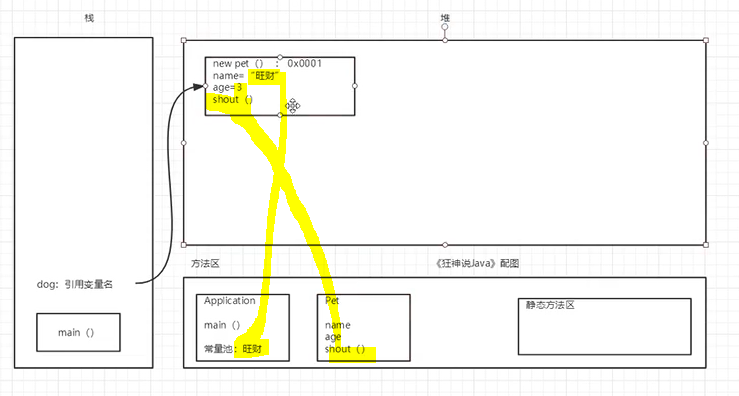 栈
堆
new pet（） ： 0x0001
name= “旺财”
age=3
shout（）
dog：引用变量名
main（）
方法区
《狂神说Java》配图
Application
main（）
常量池：旺财
Pet
name
age
shout（）
静态方法区